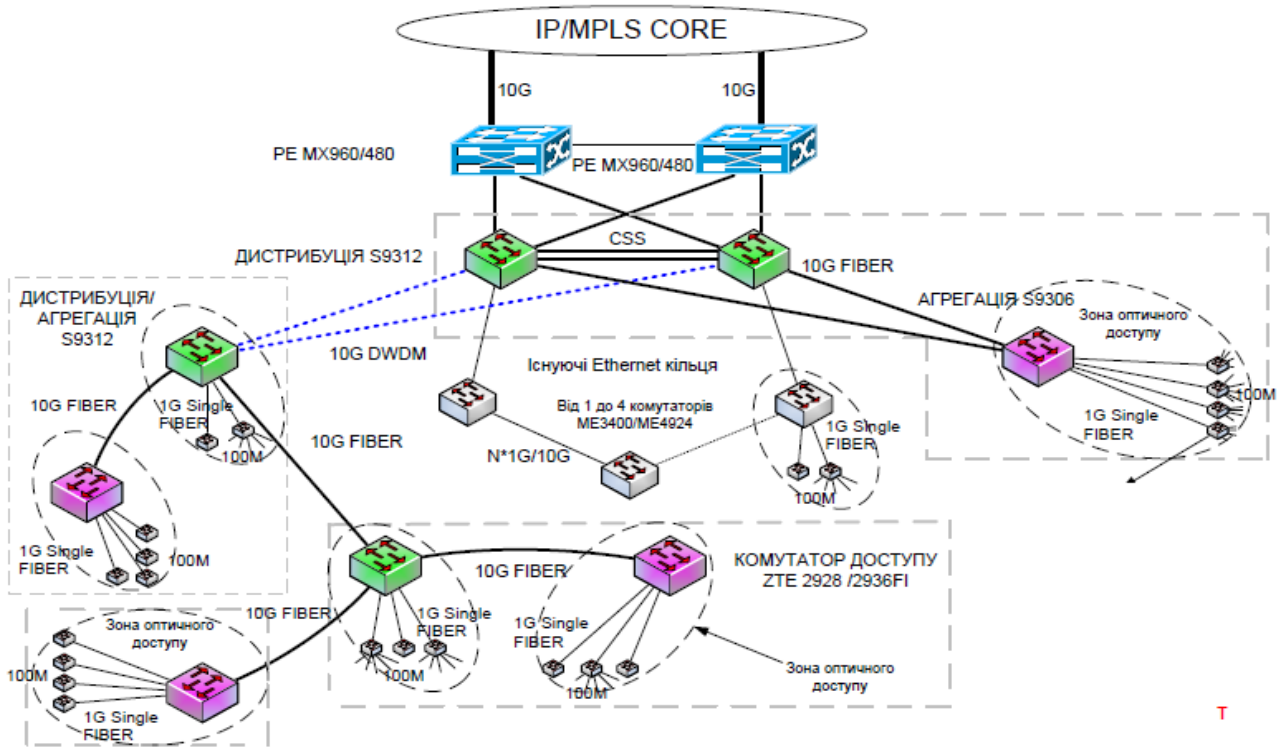 IP/MPLS CORE
10G
10G
PE MX960/480
PE MX960/480
CSS
ДИСТРИБУЦІЯ S9312
10G FIBER
ДИСТРИБУЦІЯ/
АГРЕГАЦІЯ
S9312
АГРЕГАЦІЯ S9306
Зона оптичного
доступу
10G DWDM
Існуючі Ethernet кільця
100M
10G FIBER
1G Single
FIBER
Від 1 до 4 комутаторів
ME3400/ME4924
1G Single
FIBER
1G Single
FIBER
10G FIBER
100M
N*1G/10G
100M
1G Single
FIBER
100M
КОМУТАТОР ДОСТУПУ
ZTE 2928 /2936FI
10G FIBER
10G FIBER
Зона оптичного
доступу
1G Single
FIBER
1G Single
FIBER
100M
100M
100M
Зона оптичного
доступу
1G Single
FIBER
T